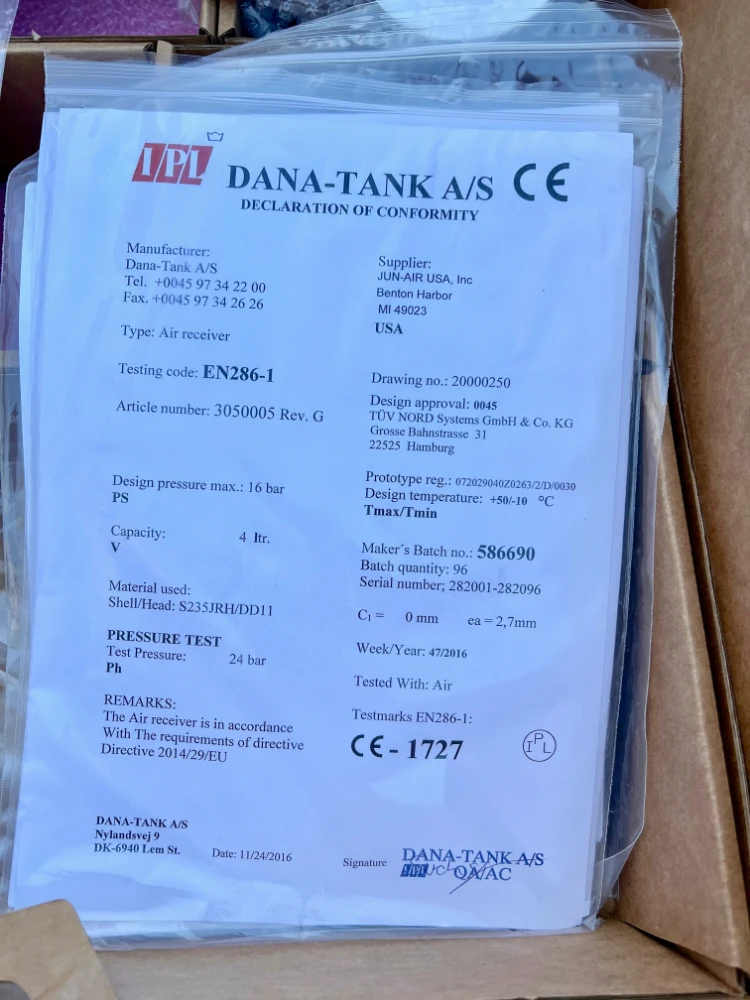 IPL
DANA-TANK A/S CE
DECLARATION OF CONFORMITY
Manufacturer:
Dana-Tank A/S
Tel. +0045 97 34 22 00
Fax. +0045 97 34 26 26
Supplier:
JUN-AIR USA, Inc
Benton Harbor
MI 49023
USA
Type: Air receiver
Testing code: EN286-1
Drawing no.: 20000250
Article number: 3050005 Rev. G
Design approval: 0045
TÜV NORD Systems GmbH & Co. KG
Grosse Bahnstrasse 31
22525 Hamburg
Design pressure max.: 16 bar
PS
Prototype reg.: 072029040Z0263/2/D/0030
Design temperature: +50/-10 °C
Tmax/Tmin
Capacity: 4 ltr.
V
Maker´s Batch no.: 586690
Batch quantity: 96
Serial number; 282001-282096
Material used:
Shell/Head: S235JRH/DD11
C1 = 0 mm ea = 2,7mm
PRESSURE TEST
Test Pressure: 24 bar
Ph
Week/Year: 47/2016
Tested With: Air
REMARKS:
The Air receiver is in accordance
With The requirements of directive
Directive 2014/29/EU
Testmarks EN286-1:
CE - 1727
IPL
DANA-TANK A/S
Nylandsvej 9
DK-6940 Lem St.
Date: 11/24/2016
Signature
DANA-TANK A/S
IPL QA/AC